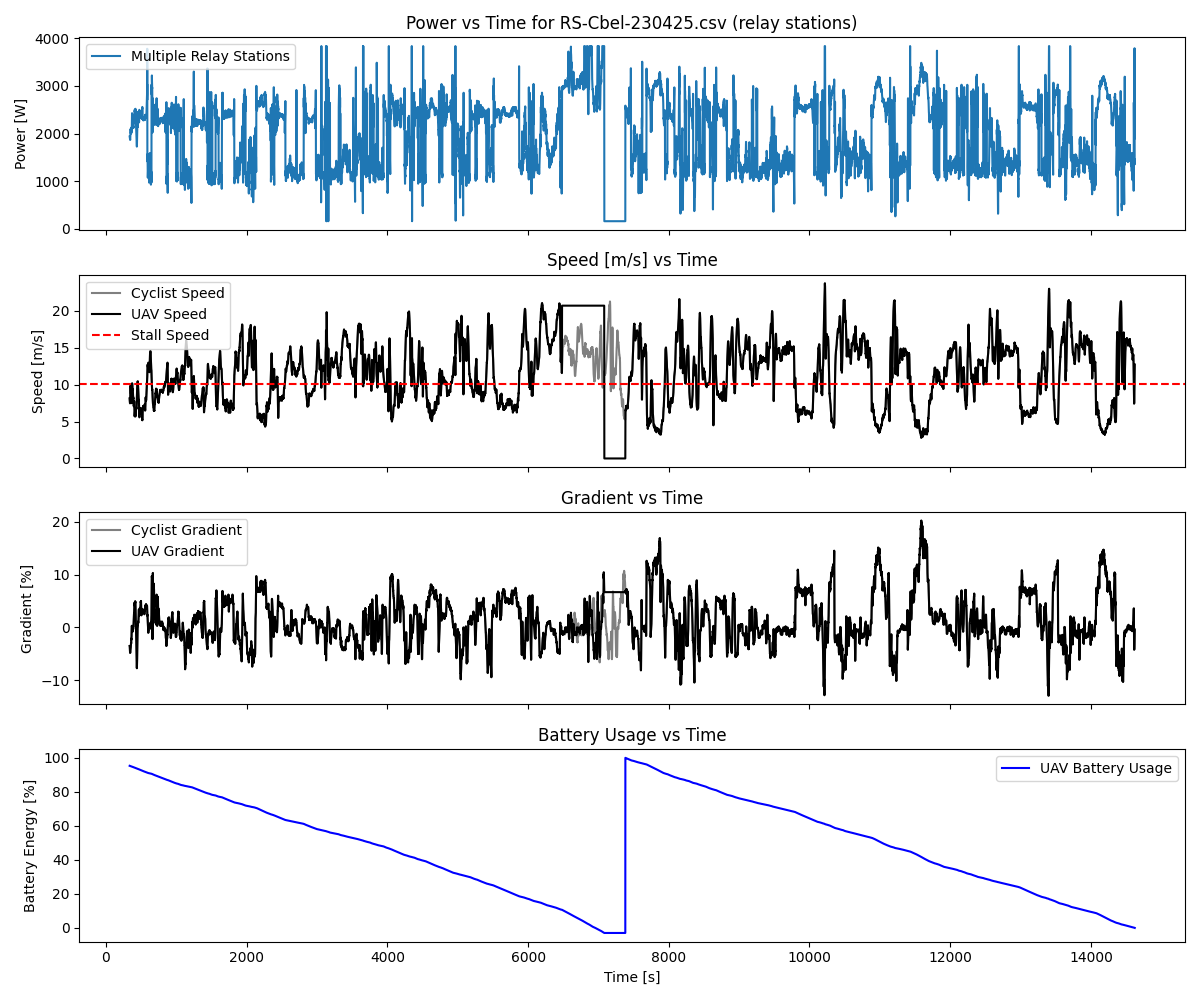 Power vs Time for RS-Cbel-230425.csv (relay stations)
4000
3000
2000
1000
0
Power [W]
Multiple Relay Stations
Speed [m/s] vs Time
20
15
10
5
0
Speed [m/s]
Cyclist Speed
UAV Speed
Stall Speed
Gradient vs Time
20
10
0
−10
Gradient [%]
Cyclist Gradient
UAV Gradient
Battery Usage vs Time
100
80
60
40
20
0
Battery Energy [%]
UAV Battery Usage
0 2000 4000 6000 8000 10000 12000 14000
Time [s]